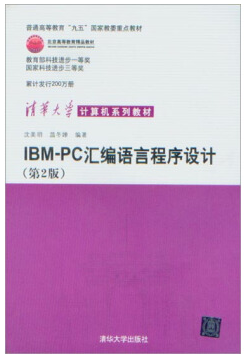 普通高等教育“九五”国家教委重点教材
北京高等教育精品教材
教育部科技进步一等奖
国家科技进步三等奖
累计发行200万册
清华大学 计算机系列教材
沈美明 温冬婵 编著
IBM-PC汇编语言程序设计
(第2版)
清华大学出版社